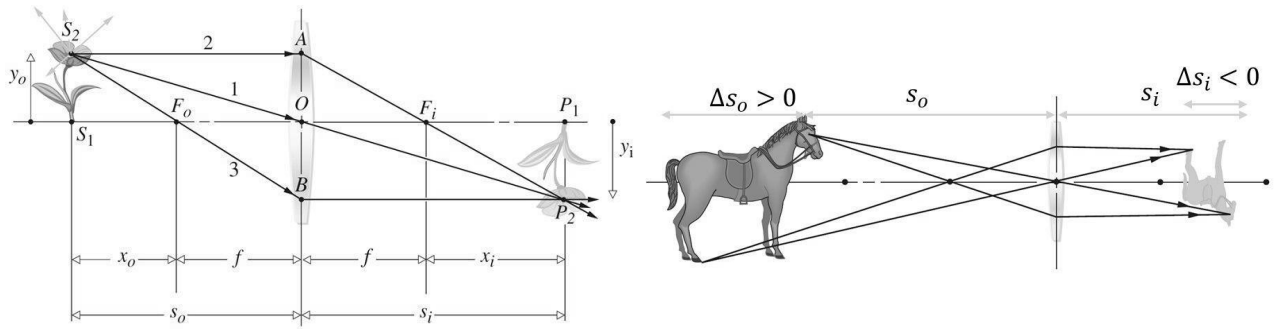 S₂
2
A
yₒ
1
O
Fₒ
Fᵢ
P₁
S₁
3
B
yᵢ
P₂
xₒ
f
f
xᵢ
sₒ
sᵢ
Δsₒ > 0
sₒ
sᵢ
Δsᵢ < 0